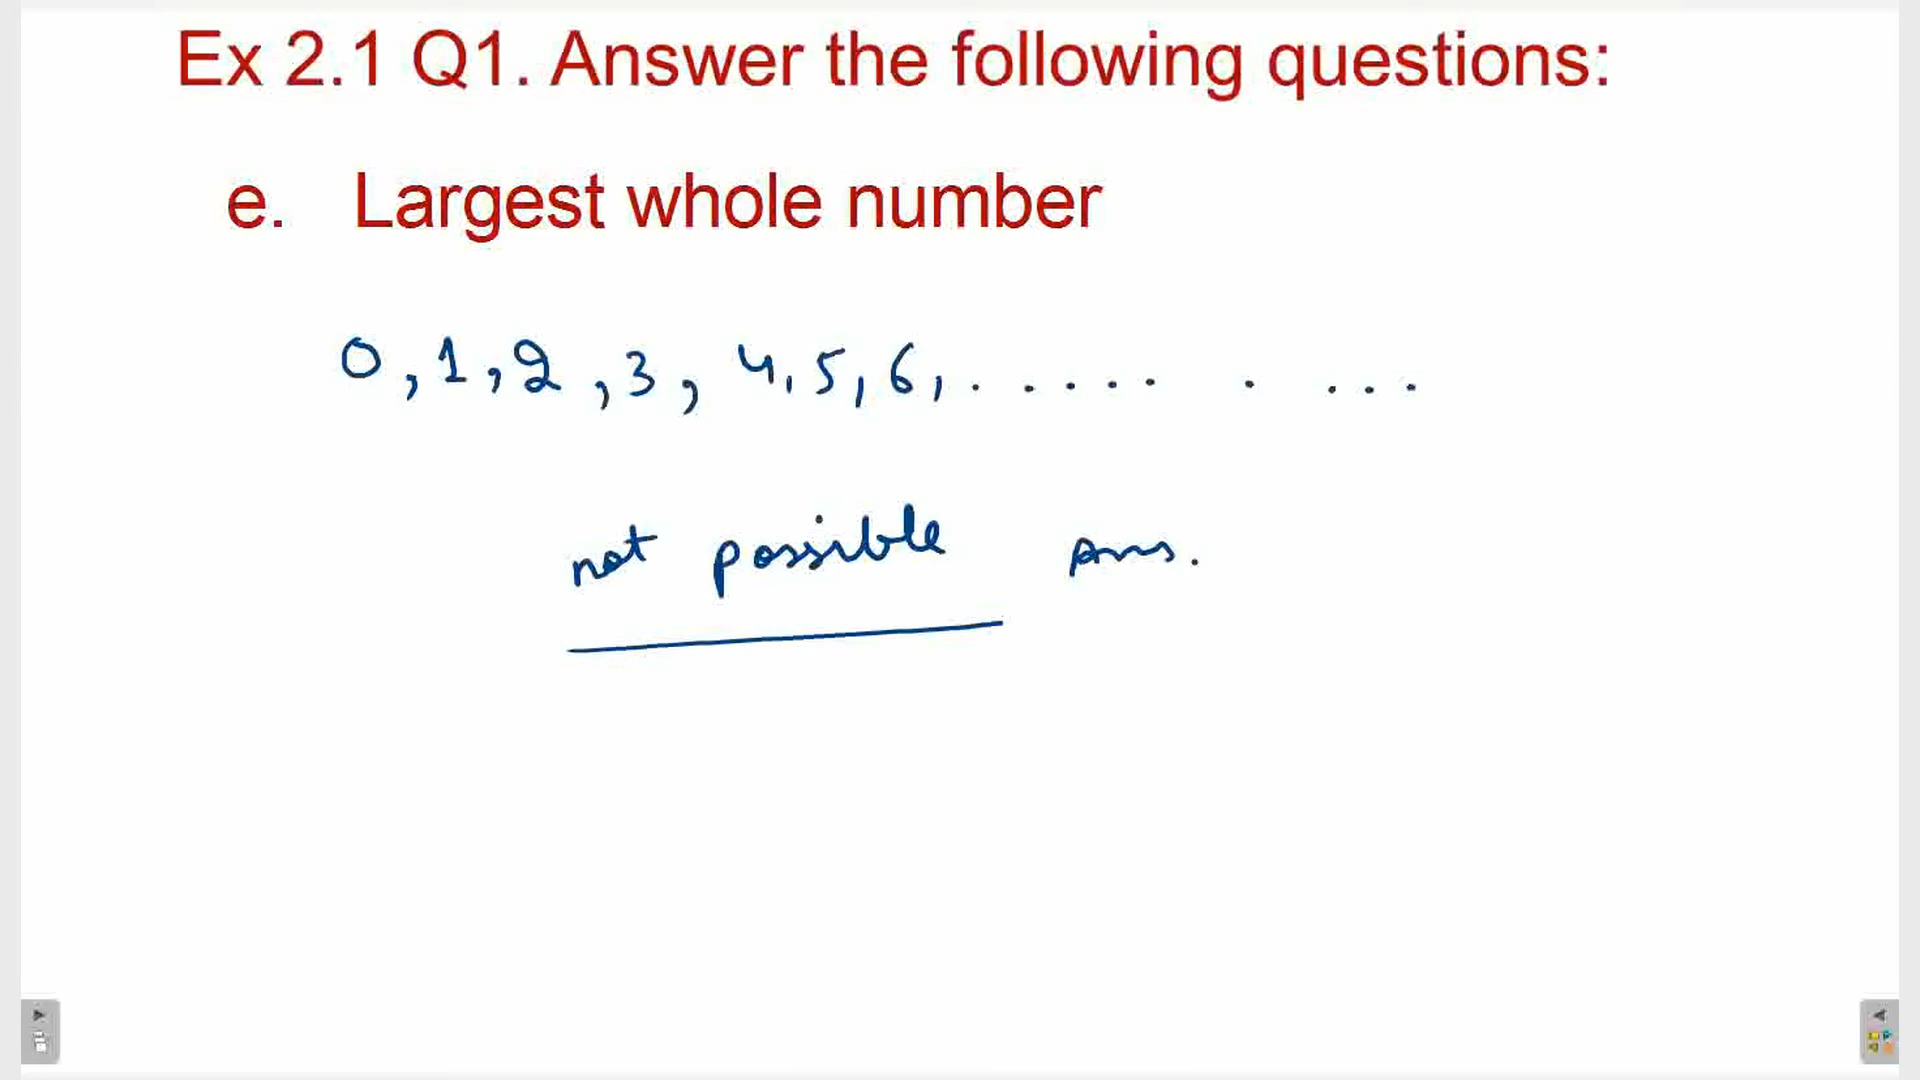 Ex 2.1 Q1. Answer the following questions:
e. Largest whole number
0, 1, 2, 3, 4, 5, 6, . . . . . . . . .
not possible Ans.